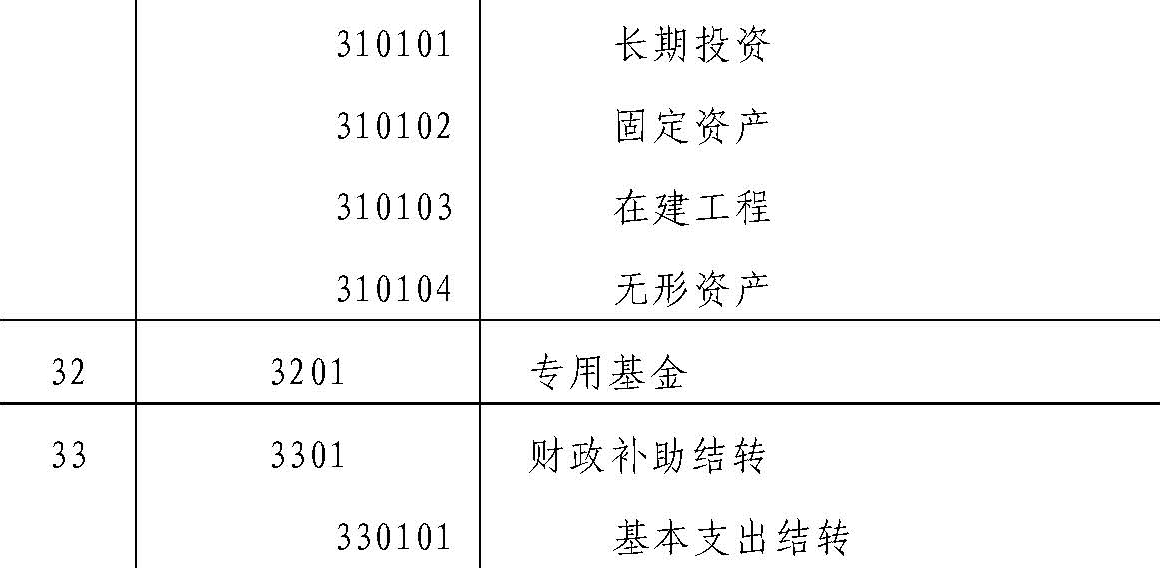 310101 长期投资
310102 固定资产
310103 在建工程
310104 无形资产
32 3201 专用基金
33 3301 财政补助结转
330101 基本支出结转